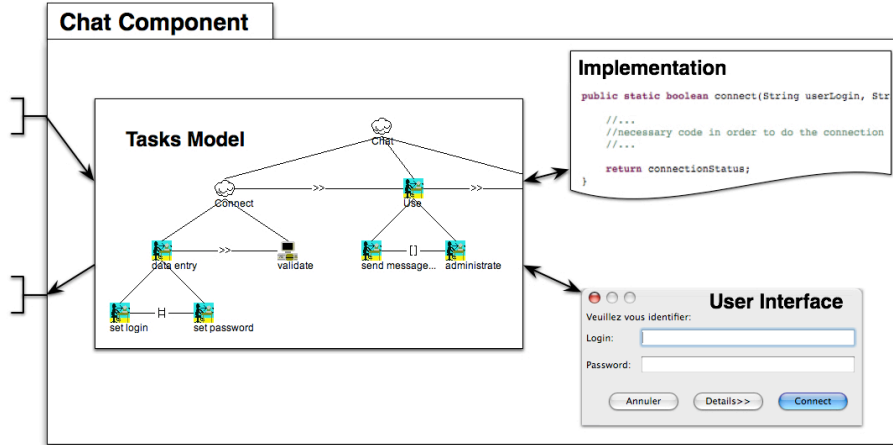 Chat Component
Implementation
public static boolean connect(String userLogin, Str
//...
//necessary code in order to do the connection
//...
return connectionStatus;
}
Tasks Model
Chat
Connect
>>
Use
>>
data entry
>>
validate
send message...
[]
administrate
set login
|=|
set password
User Interface
Veuillez vous identifier:
Login:
Password:
Annuler
Details>>
Connect